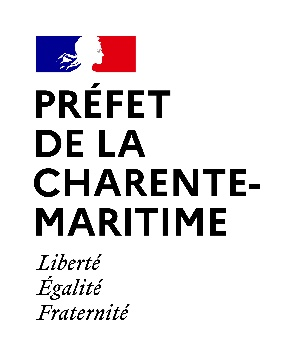 PRÉFET
DE LA
CHARENTE-
MARITIME
Liberté
Égalité
Fraternité